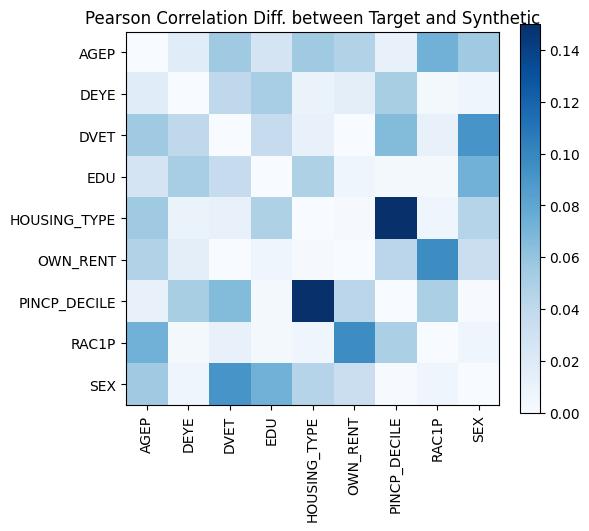 Pearson Correlation Diff. between Target and Synthetic
AGEP
DEYE
DVET
EDU
HOUSING_TYPE
OWN_RENT
PINCP_DECILE
RAC1P
SEX
AGEP
DEYE
DVET
EDU
HOUSING_TYPE
OWN_RENT
PINCP_DECILE
RAC1P
SEX
0.14
0.12
0.10
0.08
0.06
0.04
0.02
0.00